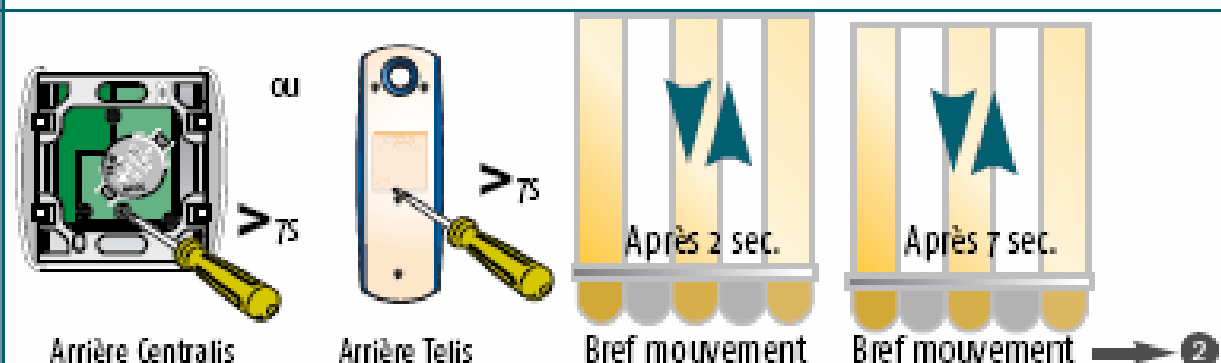 ou
> 7s
> 7s
Après 2 sec.
Après 7 sec.
Arrière Centralis
Arrière Telis
Bref mouvement
Bref mouvement
2